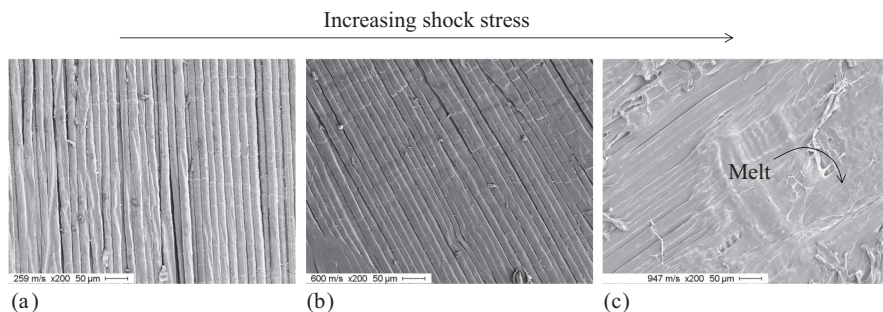 Increasing shock stress
Melt
259 m/s x200 50 µm
600 m/s x200 50 µm
947 m/s x200 50 µm
(a)
(b)
(c)